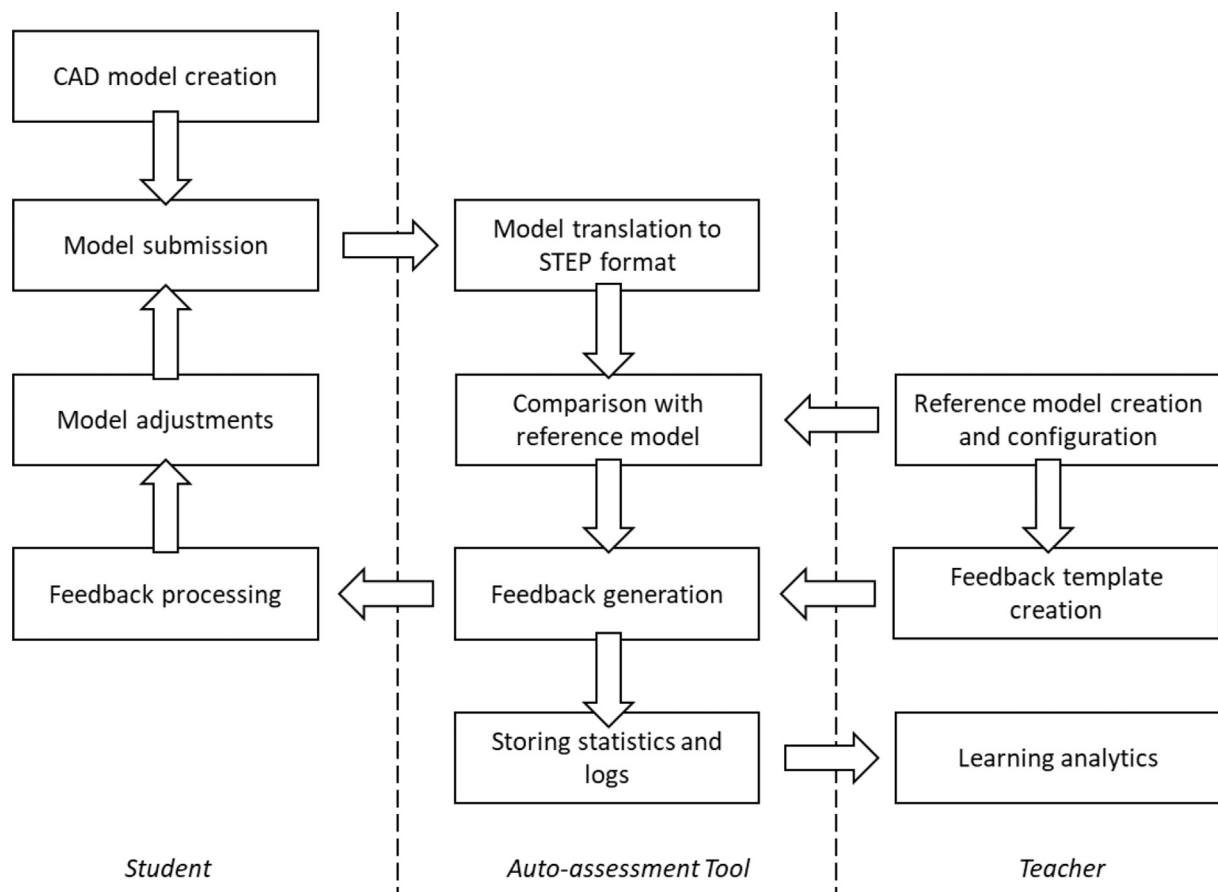 CAD model creation
Model submission
Model translation to
STEP format
Model adjustments
Comparison with
reference model
Reference model creation
and configuration
Feedback processing
Feedback generation
Feedback template
creation
Storing statistics and
logs
Learning analytics
Student
Auto-assessment Tool
Teacher